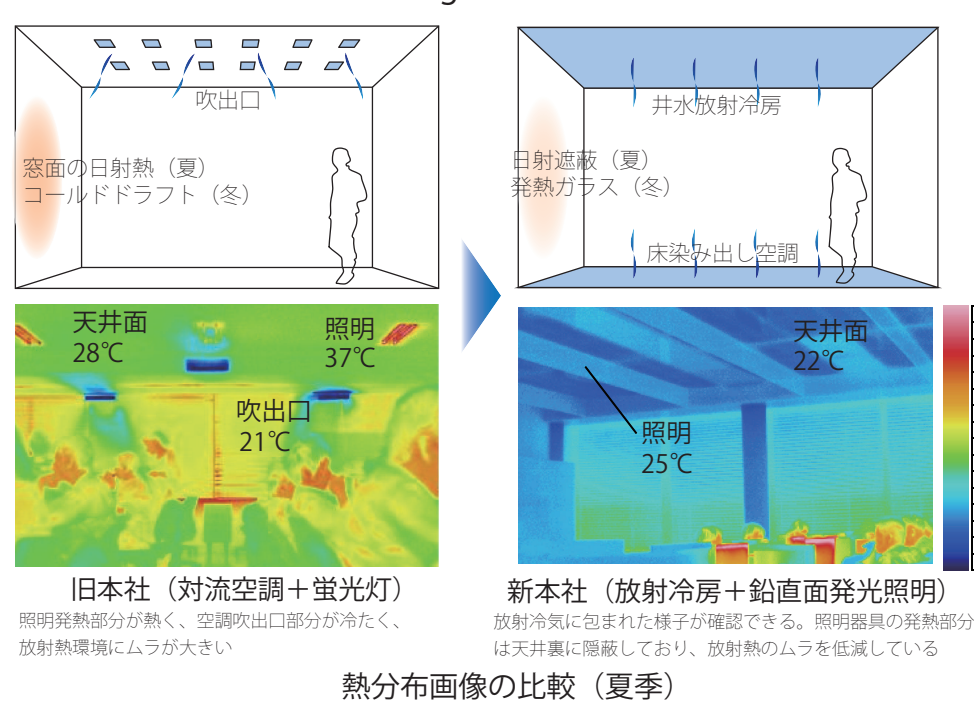 吹出口
窓面の日射熱（夏）
コールドドラフト（冬）
井水放射冷房
日射遮蔽（夏）
発熱ガラス（冬）
床染み出し空調
天井面
28℃
照明
37℃
吹出口
21℃
天井面
22℃
照明
25℃
旧本社（対流空調＋蛍光灯）
照明発熱部分が熱く、空調吹出口部分が冷たく、
放射熱環境にムラが大きい
新本社（放射冷房＋鉛直面発光照明）
放射冷気に包まれた様子が確認できる。照明器具の発熱部分
は天井裏に隠蔽しており、放射熱のムラを低減している
熱分布画像の比較（夏季）